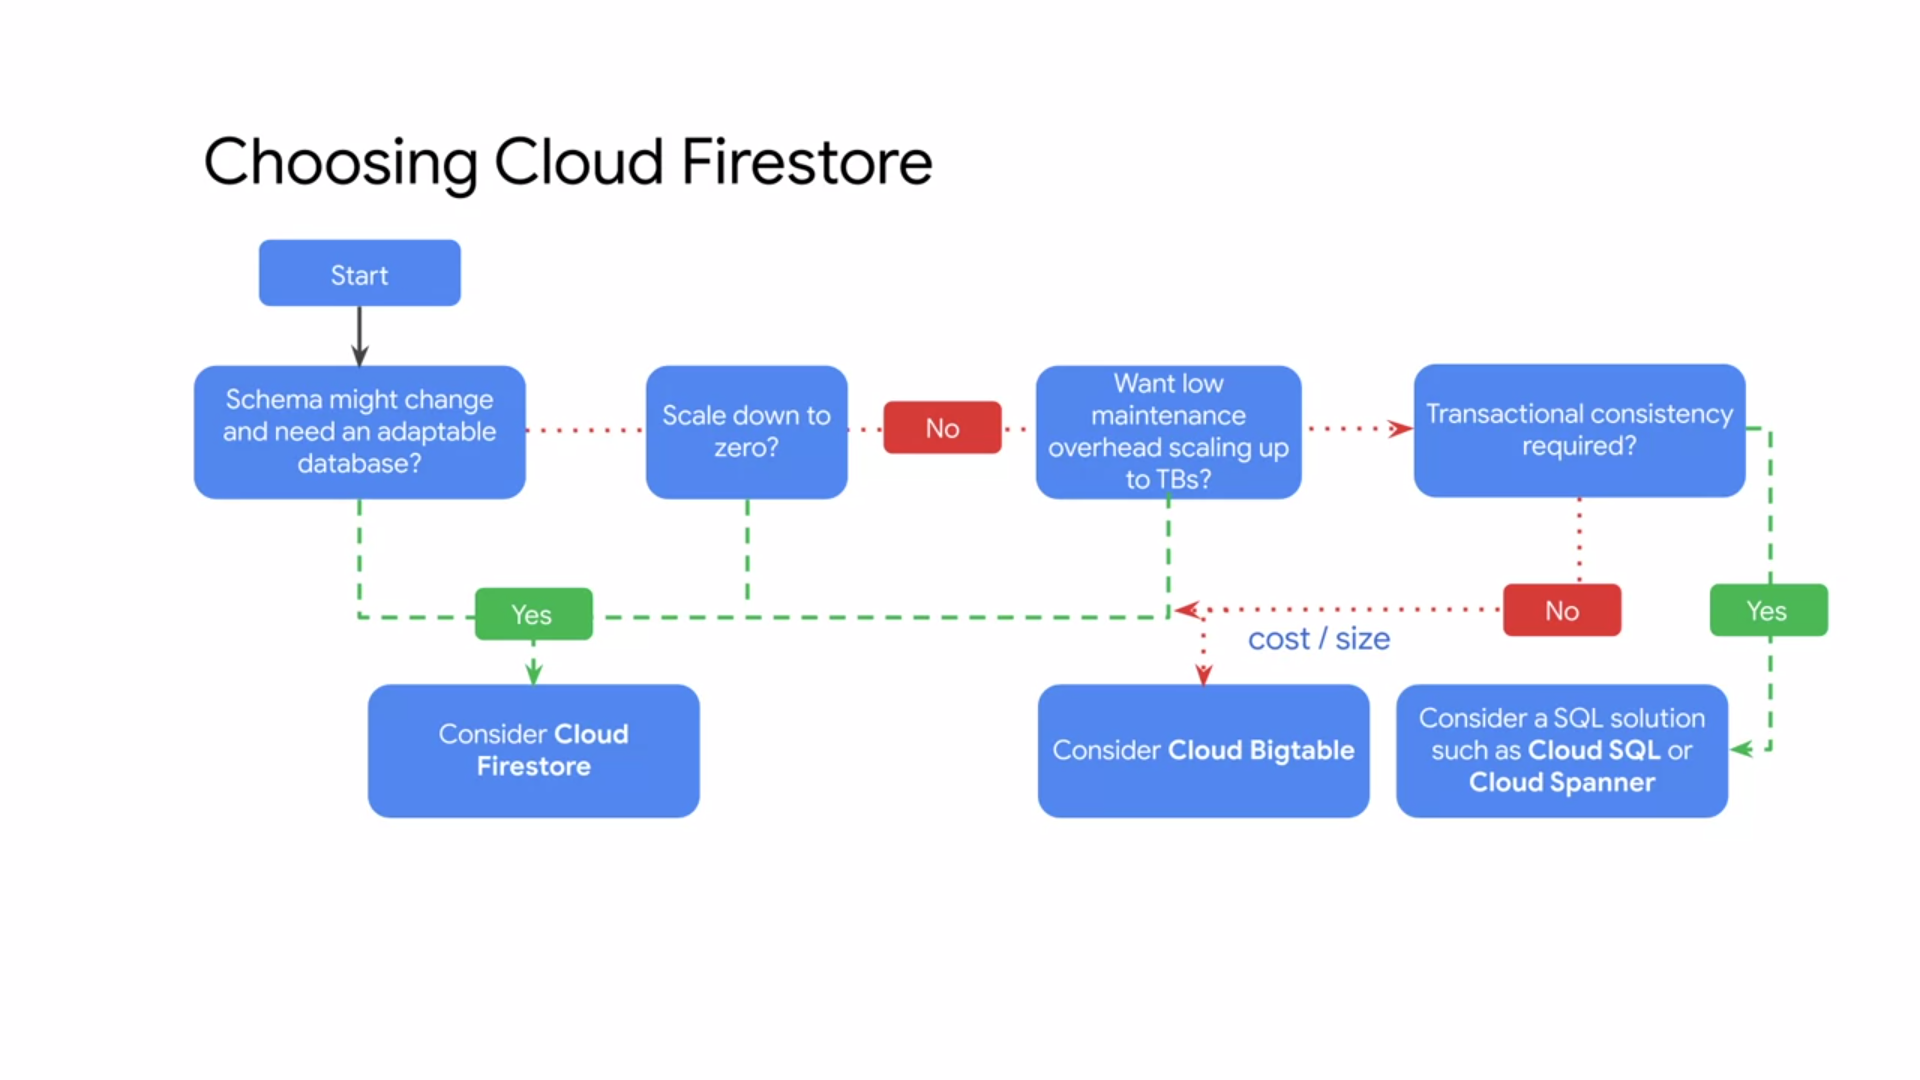 Choosing Cloud Firestore
Start
Schema might change
and need an adaptable
database?
Scale down to
zero?
No
Want low
maintenance
overhead scaling up
to TBs?
Transactional consistency
required?
Yes
cost / size
No
Yes
Consider Cloud
Firestore
Consider Cloud Bigtable
Consider a SQL solution
such as Cloud SQL or
Cloud Spanner